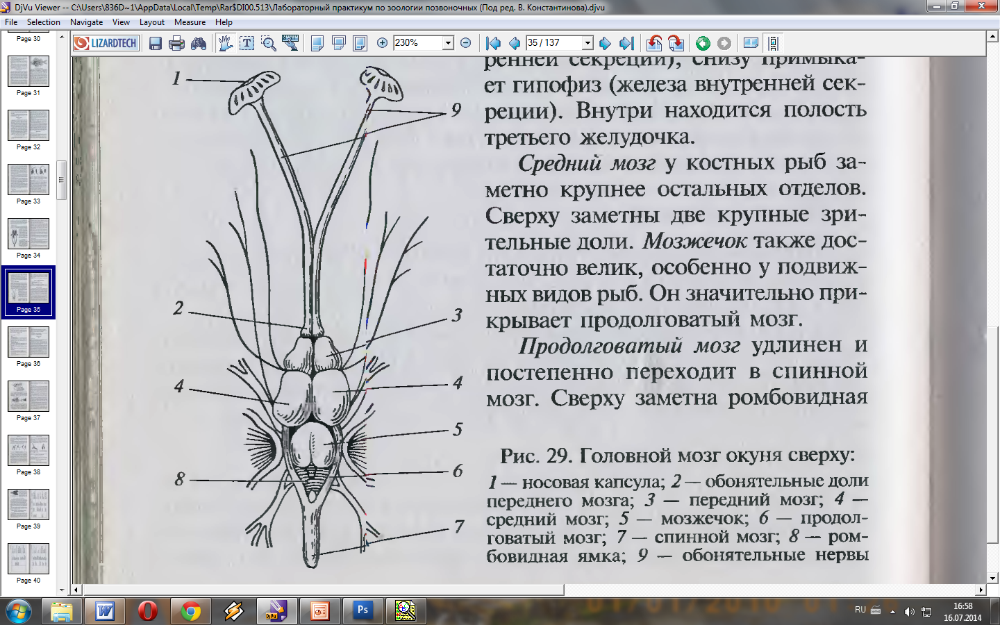 DjVu Viewer -- C:\Users\836D~1\AppData\Local\Temp\Rar$DI00.513\Лабораторный практикум по зоологии позвоночных (Под ред. В. Константинова).djvu
File Selection Navigate View Layout Measure Help
LIZARDTECH 230% 35 / 137
Page 30
Page 31
Page 32
Page 33
Page 34
Page 35
Page 36
Page 37
Page 38
Page 39
Page 40
1
9
2
3
4
4
5
8
6
7
ренней секреции), снизу примыка-
ет гипофиз (железа внутренней сек-
реции). Внутри находится полость
третьего желудочка.
Средний мозг у костных рыб за-
метно крупнее остальных отделов.
Сверху заметны две крупные зри-
тельные доли. Мозжечок также дос-
таточно велик, особенно у подвиж-
ных видов рыб. Он значительно при-
крывает продолговатый мозг.
Продолговатый мозг удлинен и
постепенно переходит в спинной
мозг. Сверху заметна ромбовидная
Рис. 29. Головной мозг окуня сверху:
1 — носовая капсула; 2 — обонятельные доли
переднего мозга; 3 — передний мозг; 4 —
средний мозг; 5 — мозжечок; 6 — продол-
говатый мозг; 7 — спинной мозг; 8 — ром-
бовидная ямка; 9 — обонятельные нервы
W DjVu Ps
RU
16:58
16.07.2014